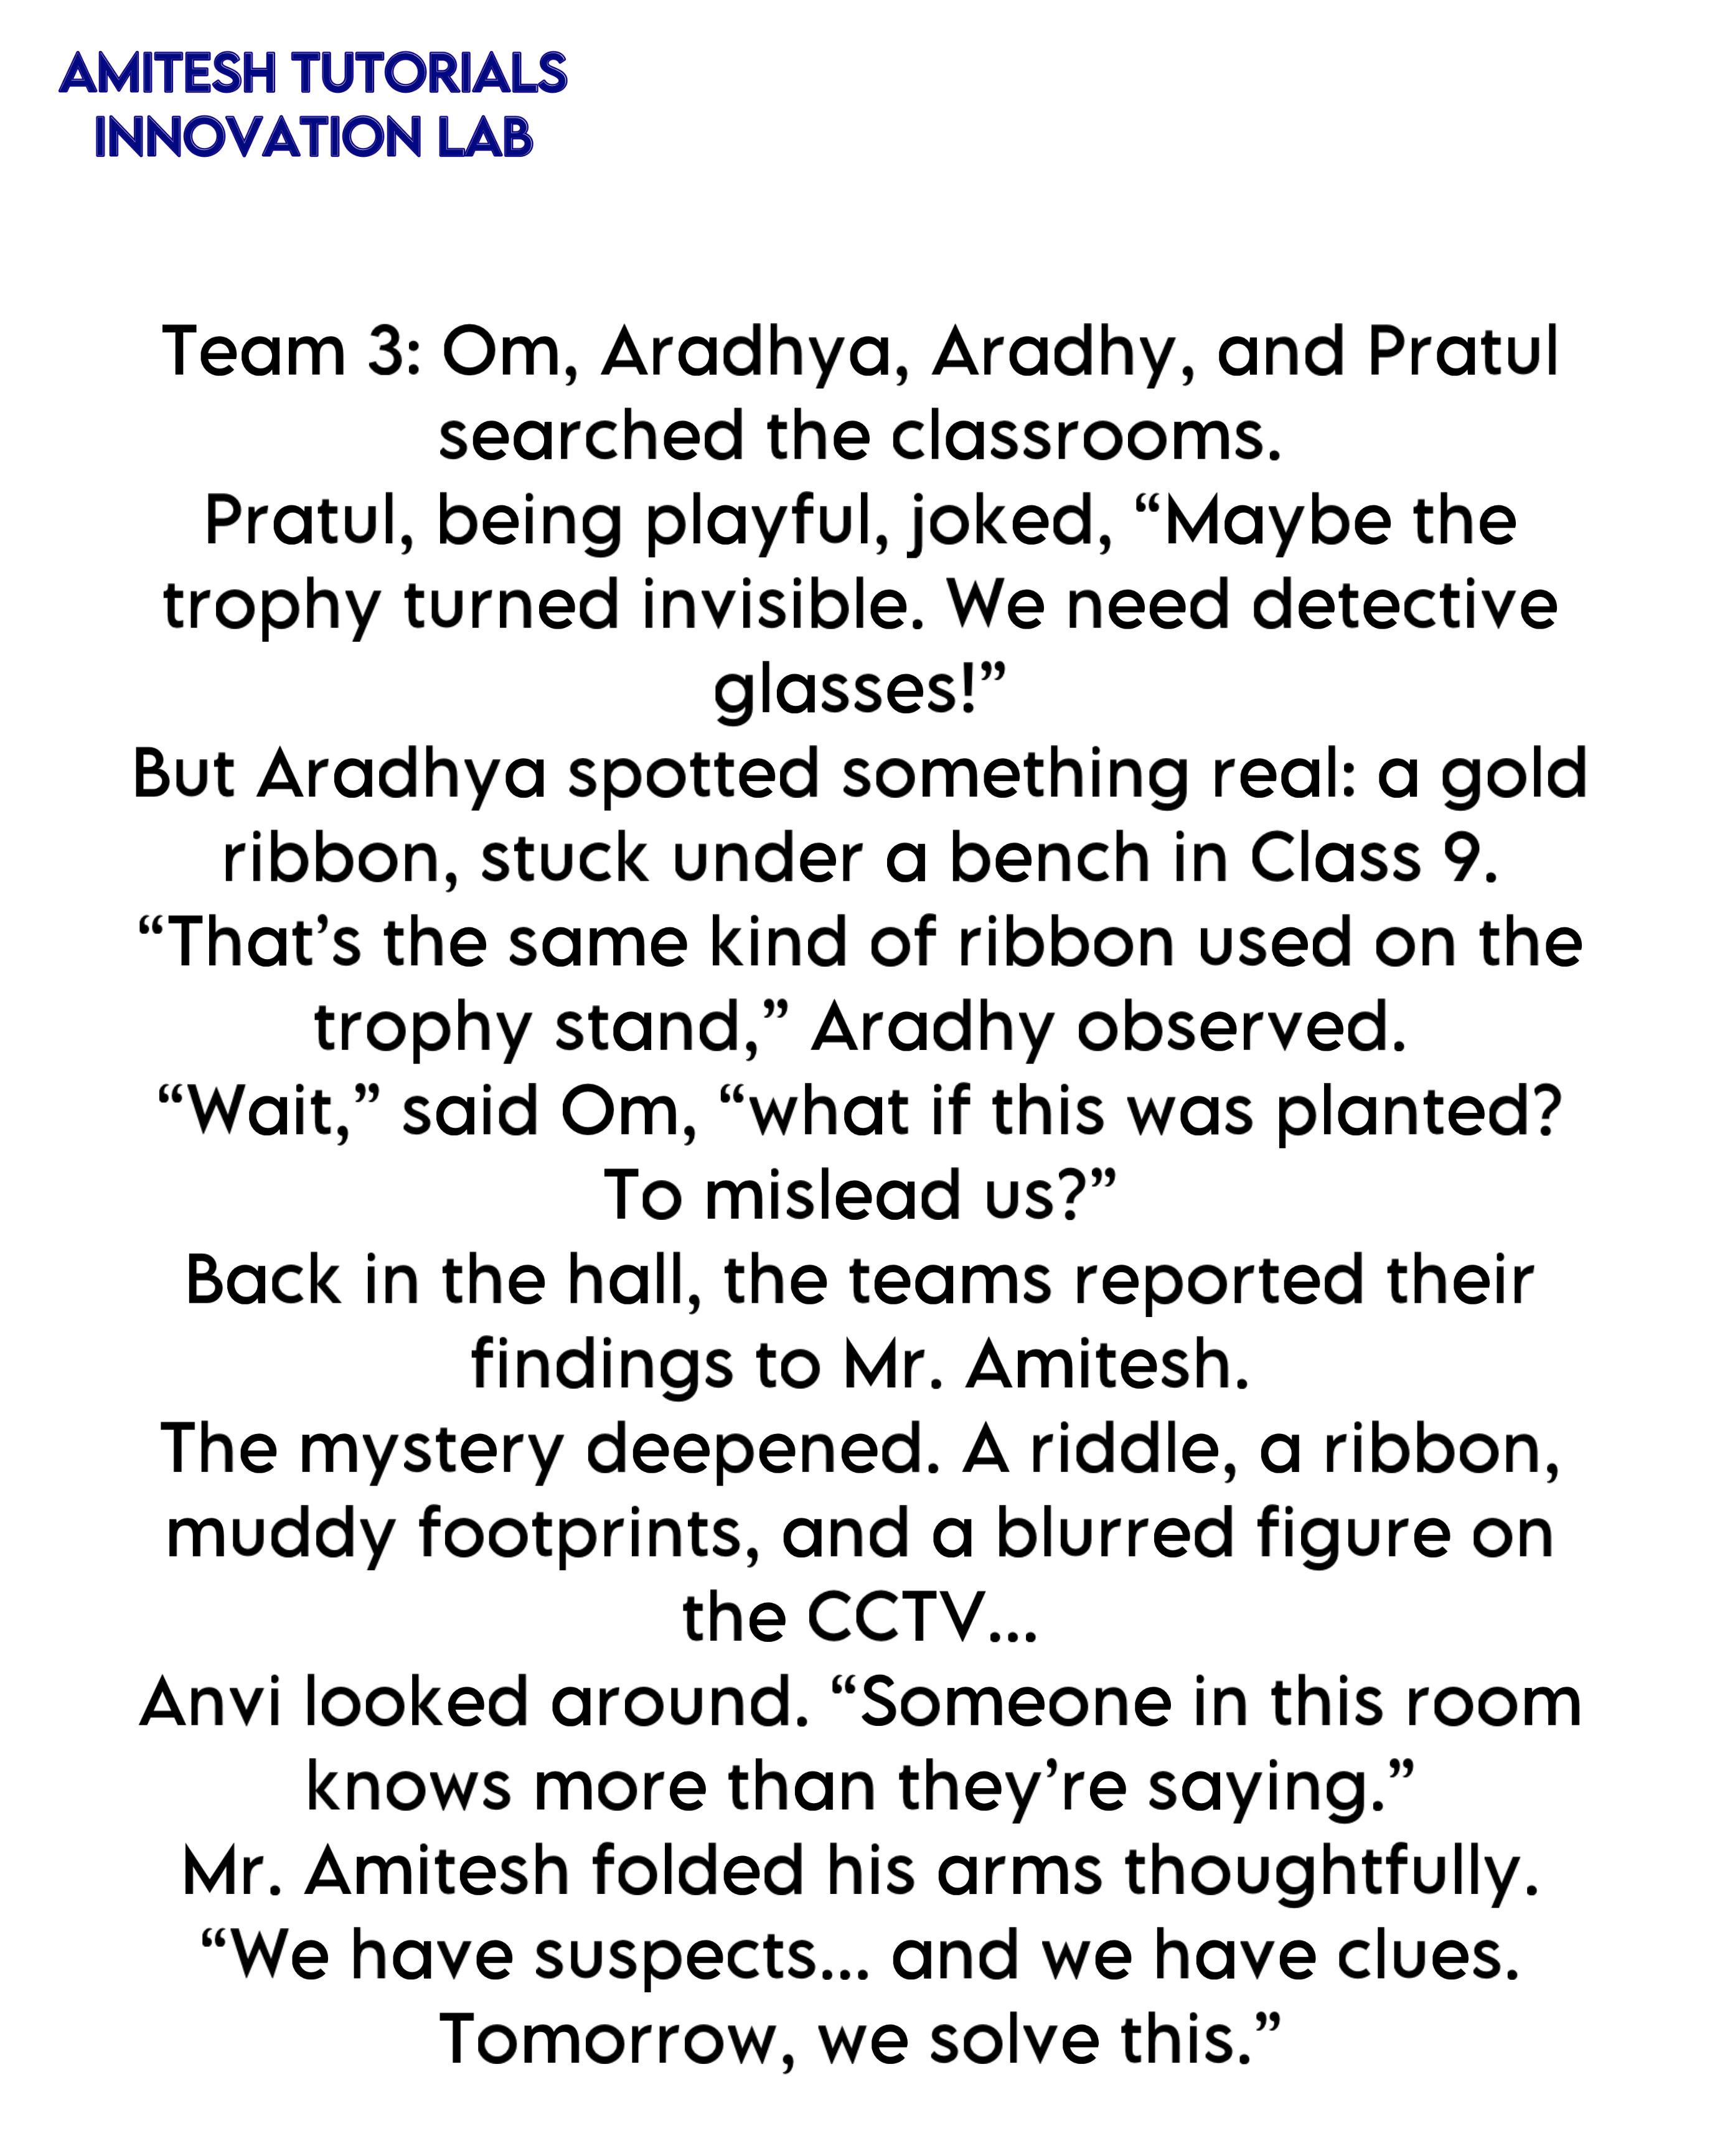 AMITESH TUTORIALS
INNOVATION LAB
Team 3: Om, Aradhya, Aradhy, and Pratul
searched the classrooms.
Pratul, being playful, joked, “Maybe the
trophy turned invisible. We need detective
glasses!”
But Aradhya spotted something real: a gold
ribbon, stuck under a bench in Class 9.
“That’s the same kind of ribbon used on the
trophy stand,” Aradhy observed.
“Wait,” said Om, “what if this was planted?
To mislead us?”
Back in the hall, the teams reported their
findings to Mr. Amitesh.
The mystery deepened. A riddle, a ribbon,
muddy footprints, and a blurred figure on
the CCTV...
Anvi looked around. “Someone in this room
knows more than they’re saying.”
Mr. Amitesh folded his arms thoughtfully.
“We have suspects... and we have clues.
Tomorrow, we solve this.”